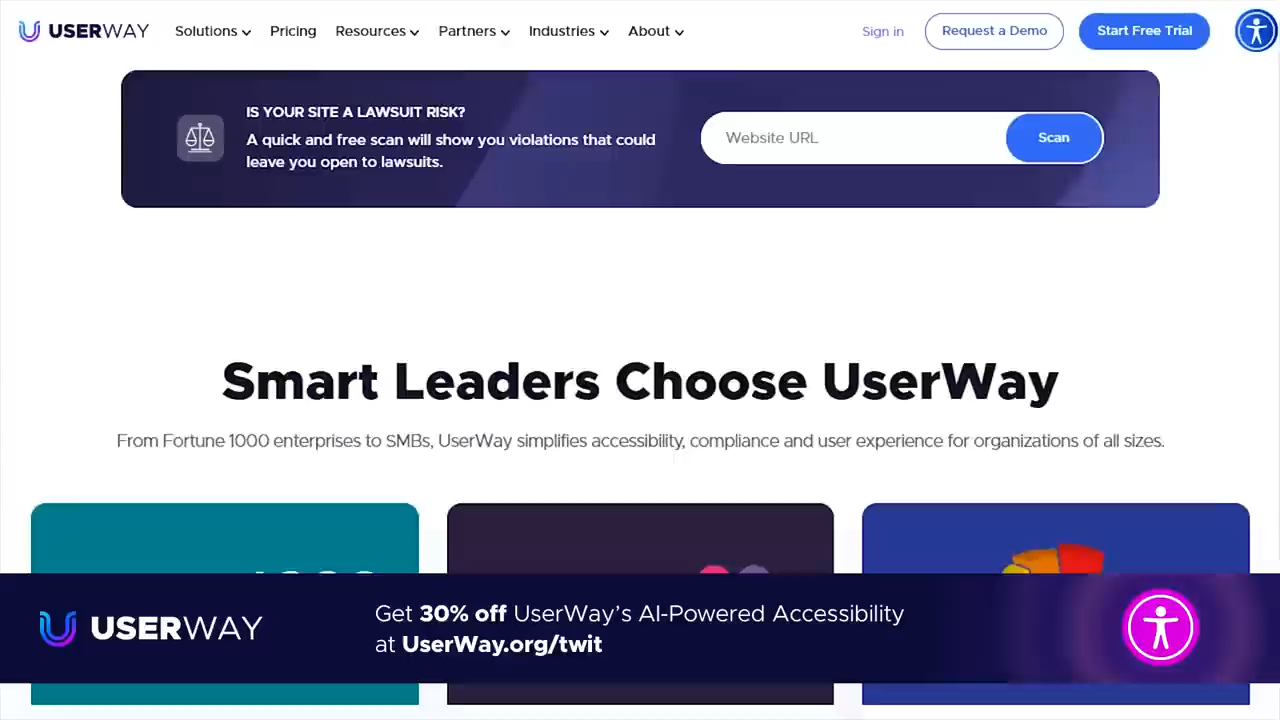 USERWAY
Solutions
Pricing
Resources
Partners
Industries
About
Sign in
Request a Demo
Start Free Trial
IS YOUR SITE A LAWSUIT RISK?
A quick and free scan will show you violations that could
leave you open to lawsuits.
Website URL
Scan
Smart Leaders Choose UserWay
From Fortune 1000 enterprises to SMBs, UserWay simplifies accessibility, compliance and user experience for organizations of all sizes.
USERWAY
Get 30% off UserWay's AI-Powered Accessibility
at UserWay.org/twit